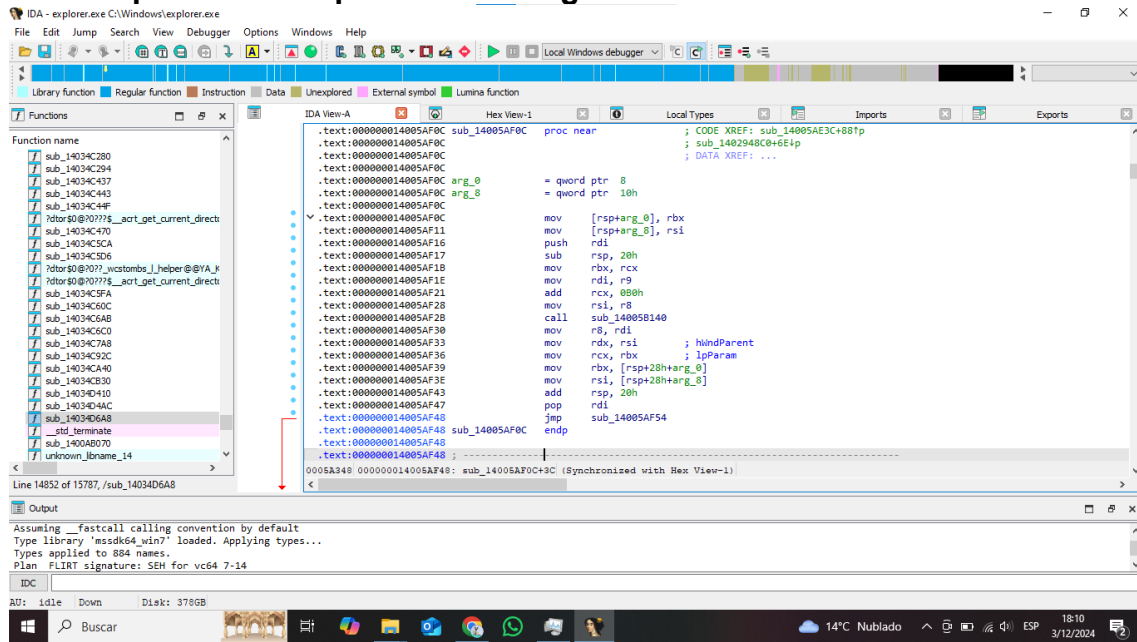 IDA - explorer.exe C:\Windows\explorer.exe
File Edit Jump Search View Debugger Options Windows Help
Local Windows debugger
Library function Regular function Instruction Data Unexplored External symbol Lumina function
Functions
IDA View-A Hex View-1 Local Types Imports Exports
Function name
sub_14034C280
sub_14034C294
sub_14034C437
sub_14034C443
sub_14034C44F
?dtor$0@?0???$__acrt_get_current_directo
sub_14034C470
sub_14034C5CA
sub_14034C5D6
?dtor$0@?0??_wcstombs_l_helper@@YA_K
?dtor$0@?0???$__acrt_get_current_directo
sub_14034C5FA
sub_14034C60C
sub_14034C6AB
sub_14034C6C0
sub_14034C7A8
sub_14034C92C
sub_14034CA40
sub_14034CB30
sub_14034D410
sub_14034D4AC
sub_14034D6A8
__std_terminate
sub_1400AB070
unknown_libname_14
Line 14852 of 15787, /sub_14034D6A8
.text:000000014005AF0C sub_14005AF0C proc near ; CODE XREF: sub_14005AE3C+88↑p
.text:000000014005AF0C ; sub_1402948C0+6E↓p
.text:000000014005AF0C ; DATA XREF: ...
.text:000000014005AF0C
.text:000000014005AF0C arg_0 = qword ptr 8
.text:000000014005AF0C arg_8 = qword ptr 10h
.text:000000014005AF0C
.text:000000014005AF0C mov [rsp+arg_0], rbx
.text:000000014005AF11 mov [rsp+arg_8], rsi
.text:000000014005AF16 push rdi
.text:000000014005AF17 sub rsp, 20h
.text:000000014005AF1B mov rbx, rcx
.text:000000014005AF1E mov rdi, r9
.text:000000014005AF21 add rcx, 0B0h
.text:000000014005AF28 mov rsi, r8
.text:000000014005AF2B call sub_14005B140
.text:000000014005AF30 mov r8, rdi
.text:000000014005AF33 mov rdx, rsi ; hWndParent
.text:000000014005AF36 mov rcx, rbx ; lpParam
.text:000000014005AF39 mov rbx, [rsp+28h+arg_0]
.text:000000014005AF3E mov rsi, [rsp+28h+arg_8]
.text:000000014005AF43 add rsp, 20h
.text:000000014005AF47 pop rdi
.text:000000014005AF48 jmp sub_14005AF54
.text:000000014005AF48 sub_14005AF0C endp
.text:000000014005AF48
.text:000000014005AF48 ; ---------------------------------------------------------------------------
0005A348 000000014005AF48: sub_14005AF0C+3C (Synchronized with Hex View-1)
Output
Assuming __fastcall calling convention by default
Type library 'mssdk64_win7' loaded. Applying types...
Types applied to 884 names.
Plan FLIRT signature: SEH for vc64 7-14
IDC
AU: idle Down Disk: 378GB
Buscar
14°C Nublado
ESP
18:10
3/12/2024